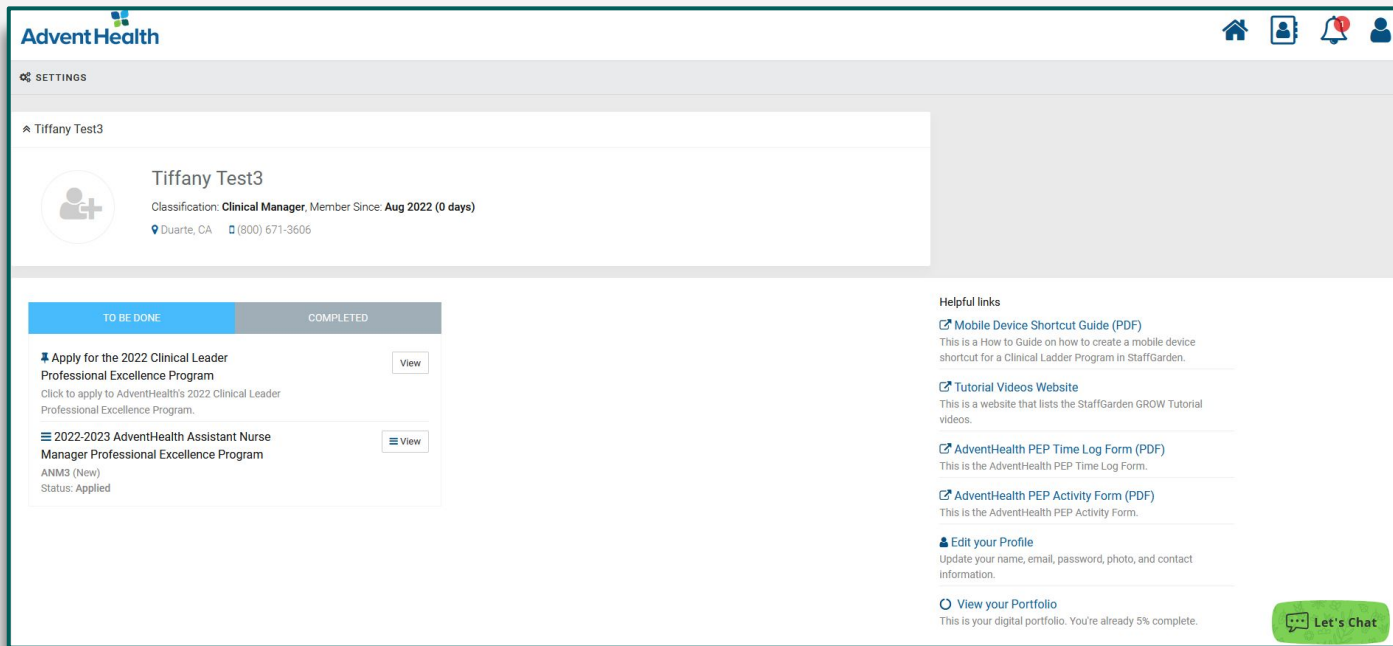 AdventHealth
1
SETTINGS
Tiffany Test3
Tiffany Test3
Classification: Clinical Manager, Member Since: Aug 2022 (0 days)
Duarte, CA (800) 671-3606
TO BE DONE
COMPLETED
Apply for the 2022 Clinical Leader
Professional Excellence Program
View
Click to apply to AdventHealth's 2022 Clinical Leader
Professional Excellence Program.
2022-2023 AdventHealth Assistant Nurse
Manager Professional Excellence Program
View
ANM3 (New)
Status: Applied
Helpful links
Mobile Device Shortcut Guide (PDF)
This is a How to Guide on how to create a mobile device
shortcut for a Clinical Ladder Program in StaffGarden.
Tutorial Videos Website
This is a website that lists the StaffGarden GROW Tutorial
videos.
AdventHealth PEP Time Log Form (PDF)
This is the AdventHealth PEP Time Log Form.
AdventHealth PEP Activity Form (PDF)
This is the AdventHealth PEP Activity Form.
Edit your Profile
Update your name, email, password, photo, and contact
information.
View your Portfolio
This is your digital portfolio. You're already 5% complete.
Let's Chat